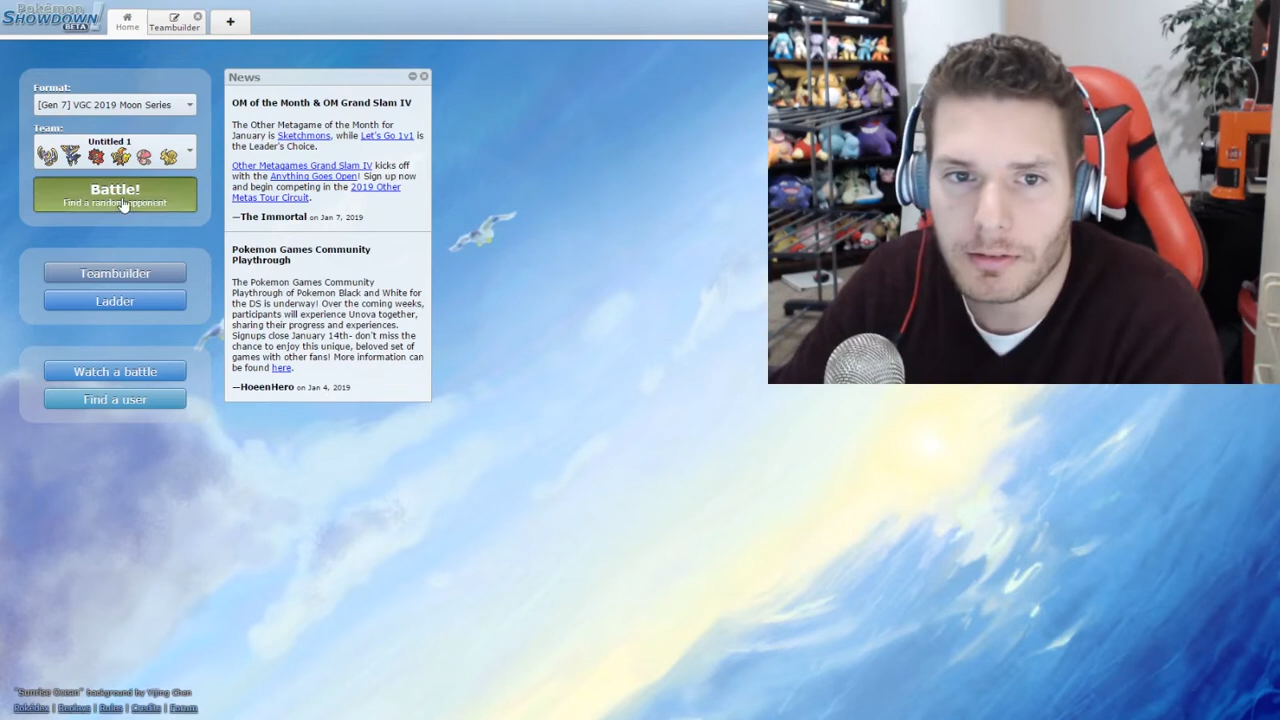 Pokémon
SHOWDOWN!
BETA
Home
Teambuilder
+
Format:
[Gen 7] VGC 2019 Moon Series
Team:
Untitled 1
Battle!
Find a random opponent
Teambuilder
Ladder
Watch a battle
Find a user
News
OM of the Month & OM Grand Slam IV
The Other Metagame of the Month for
January is Sketchmons, while Let's Go 1v1 is
the Leader's Choice.
Other Metagames Grand Slam IV kicks off
with the Anything Goes Open! Sign up now
and begin competing in the 2019 Other
Metas Tour Circuit.
—The Immortal on Jan 7, 2019
Pokemon Games Community
Playthrough
The Pokemon Games Community
Playthrough of Pokemon Black and White for
the DS is underway! Over the coming weeks,
participants will experience Unova together,
sharing their progress and experiences.
Signups close January 14th- don't miss the
chance to enjoy this unique, beloved set of
games with other fans! More information can
be found here.
—HoeenHero on Jan 4, 2019
"Sunrise Ocean" background by Yijing Chen
Pokédex | Replays | Rules | Credits | Forum